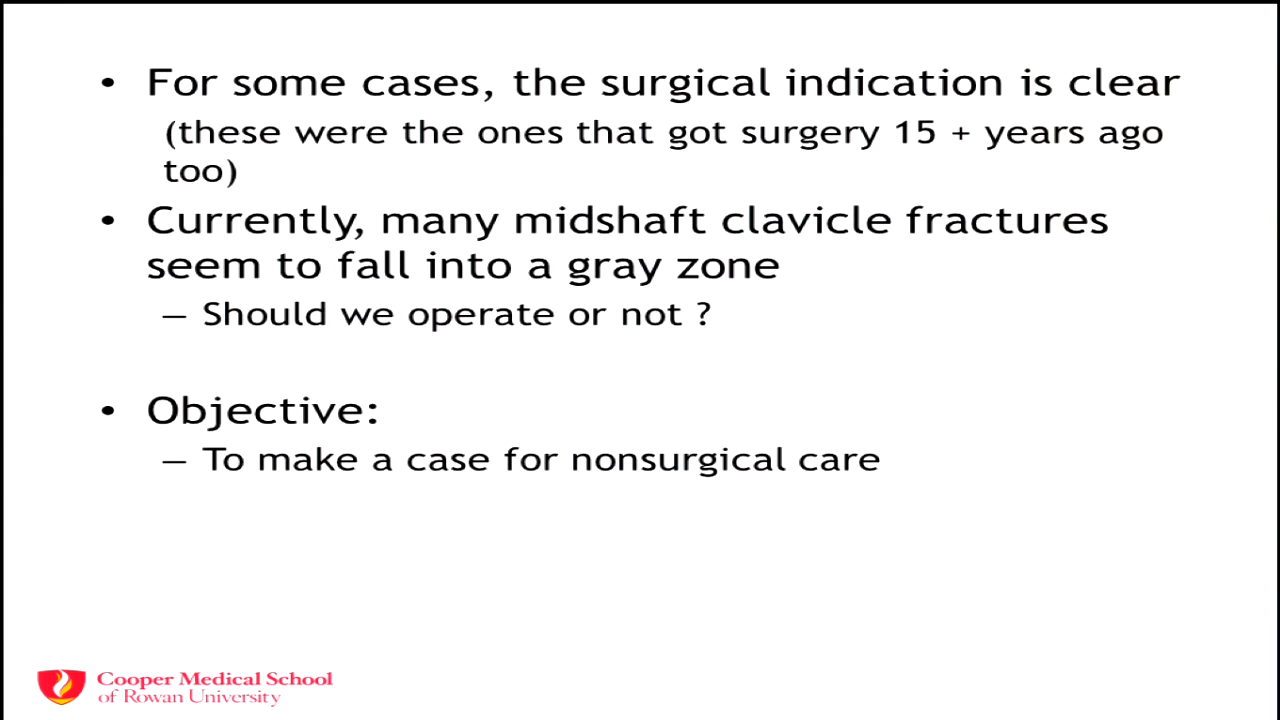 • For some cases, the surgical indication is clear
(these were the ones that got surgery 15 + years ago
too)
• Currently, many midshaft clavicle fractures
seem to fall into a gray zone
– Should we operate or not ?
• Objective:
– To make a case for nonsurgical care
Cooper Medical School
of Rowan University